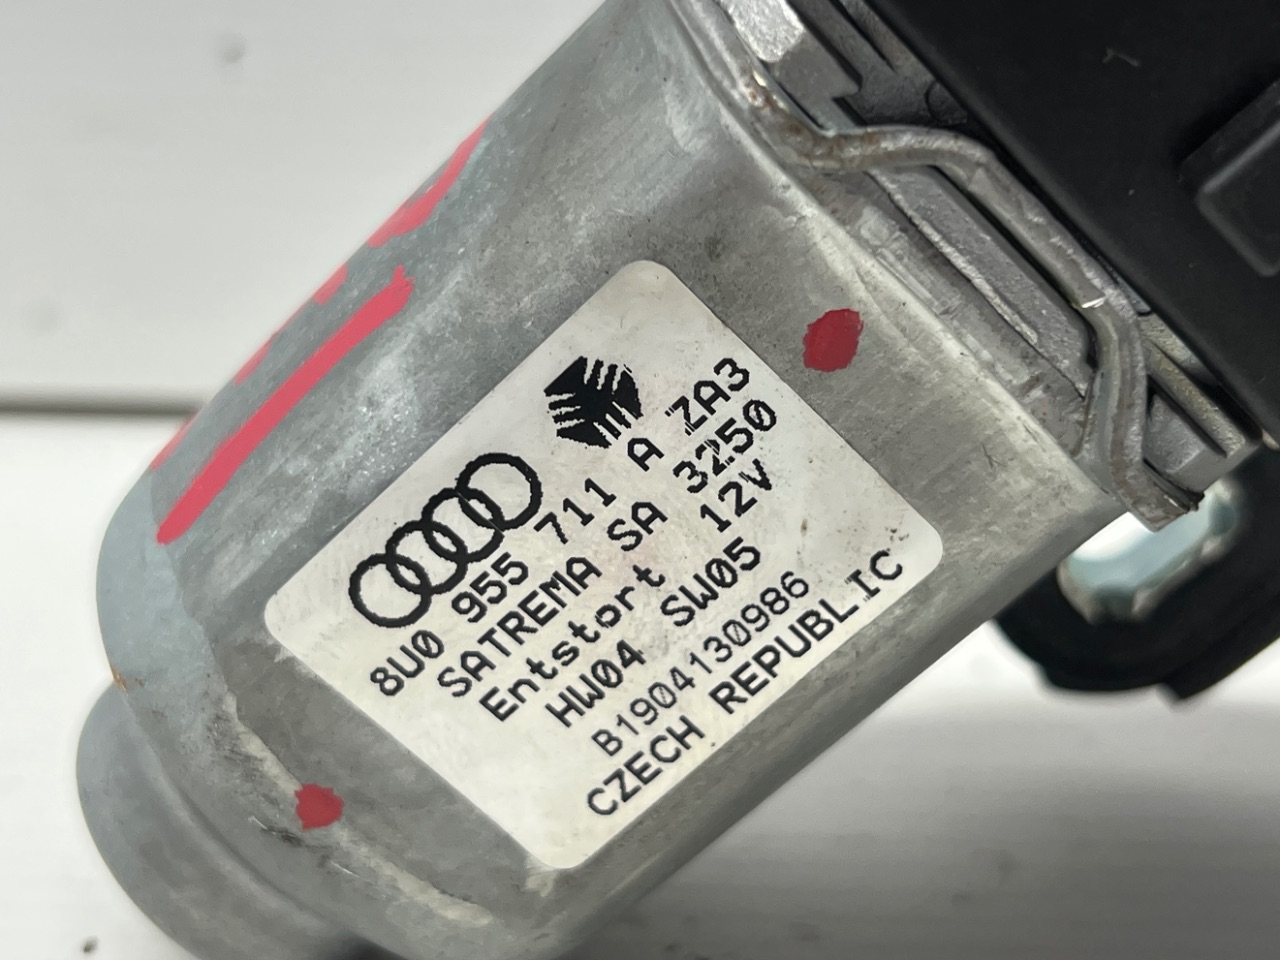 8U0 955 711 A ZA3
SATREMA SA 3250
Entstort 12V
HW04 SW05
B1904130986
CZECH REPUBLIC